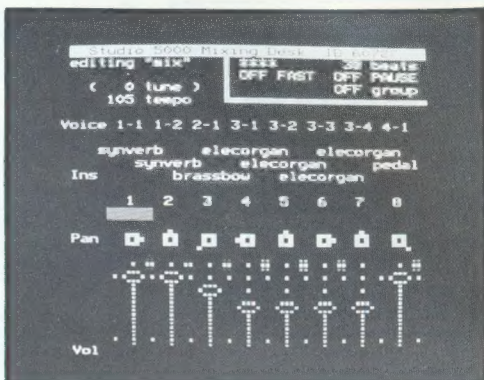 Studio 5000 Mixing Desk
editing "mix" **** 39 beats
( 0 tune ) OFF FAST OFF PAUSE
105 tempo OFF group
Voice 1-1 1-2 2-1 3-1 3-2 3-3 3-4 4-1
synverb elecorgan elecorgan
synverb elecorgan pedal
Ins brassbow elecorgan
1 2 3 4 5 6 7 8
Pan
Vol